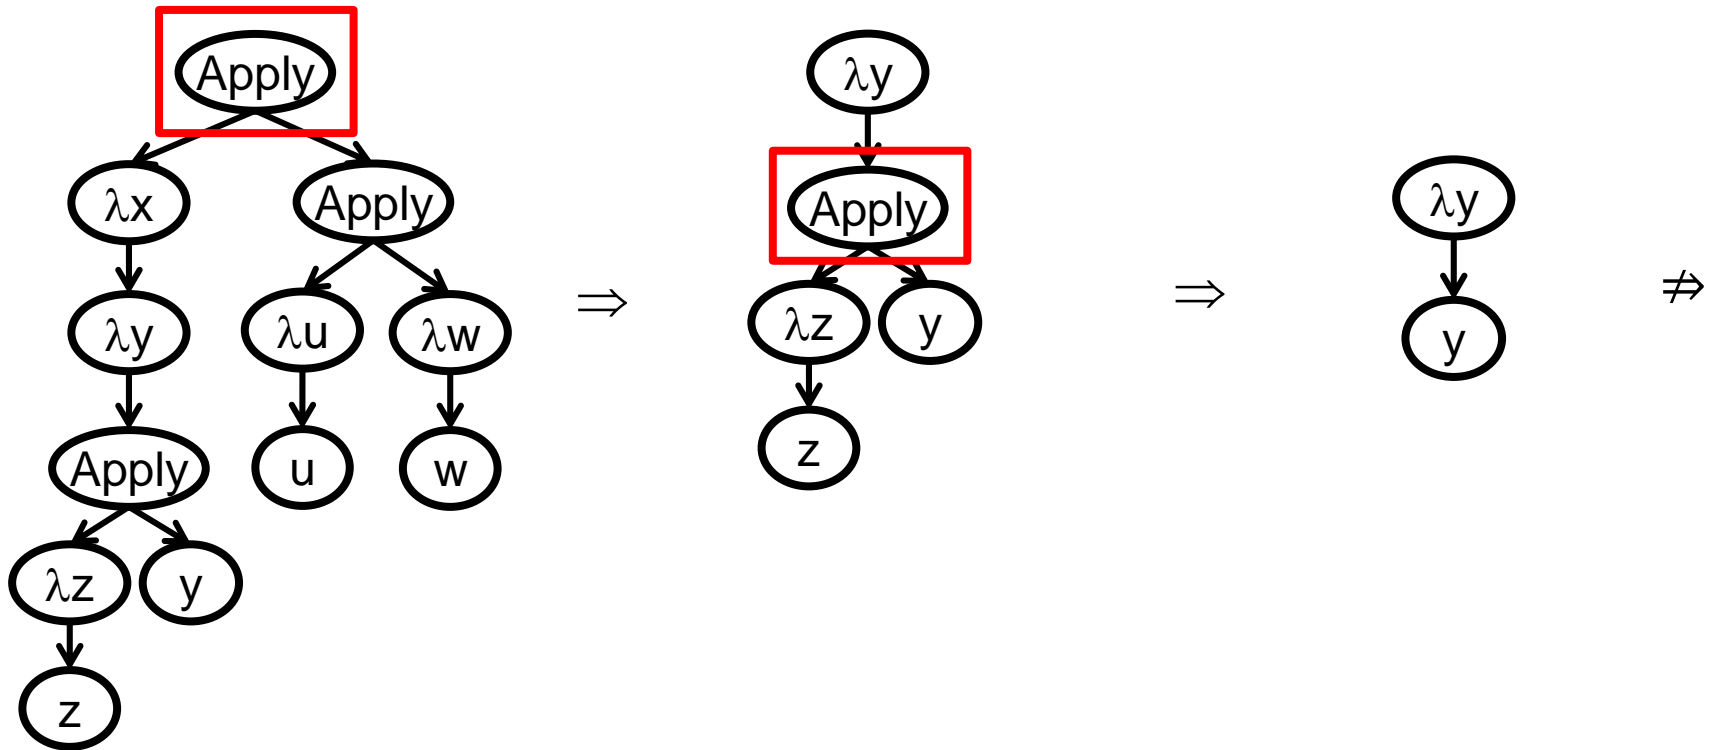 Apply λy
λx Apply Apply λy
λy λu λw ⇒ λz y ⇒ y ⇏
Apply u w z
λz y
z